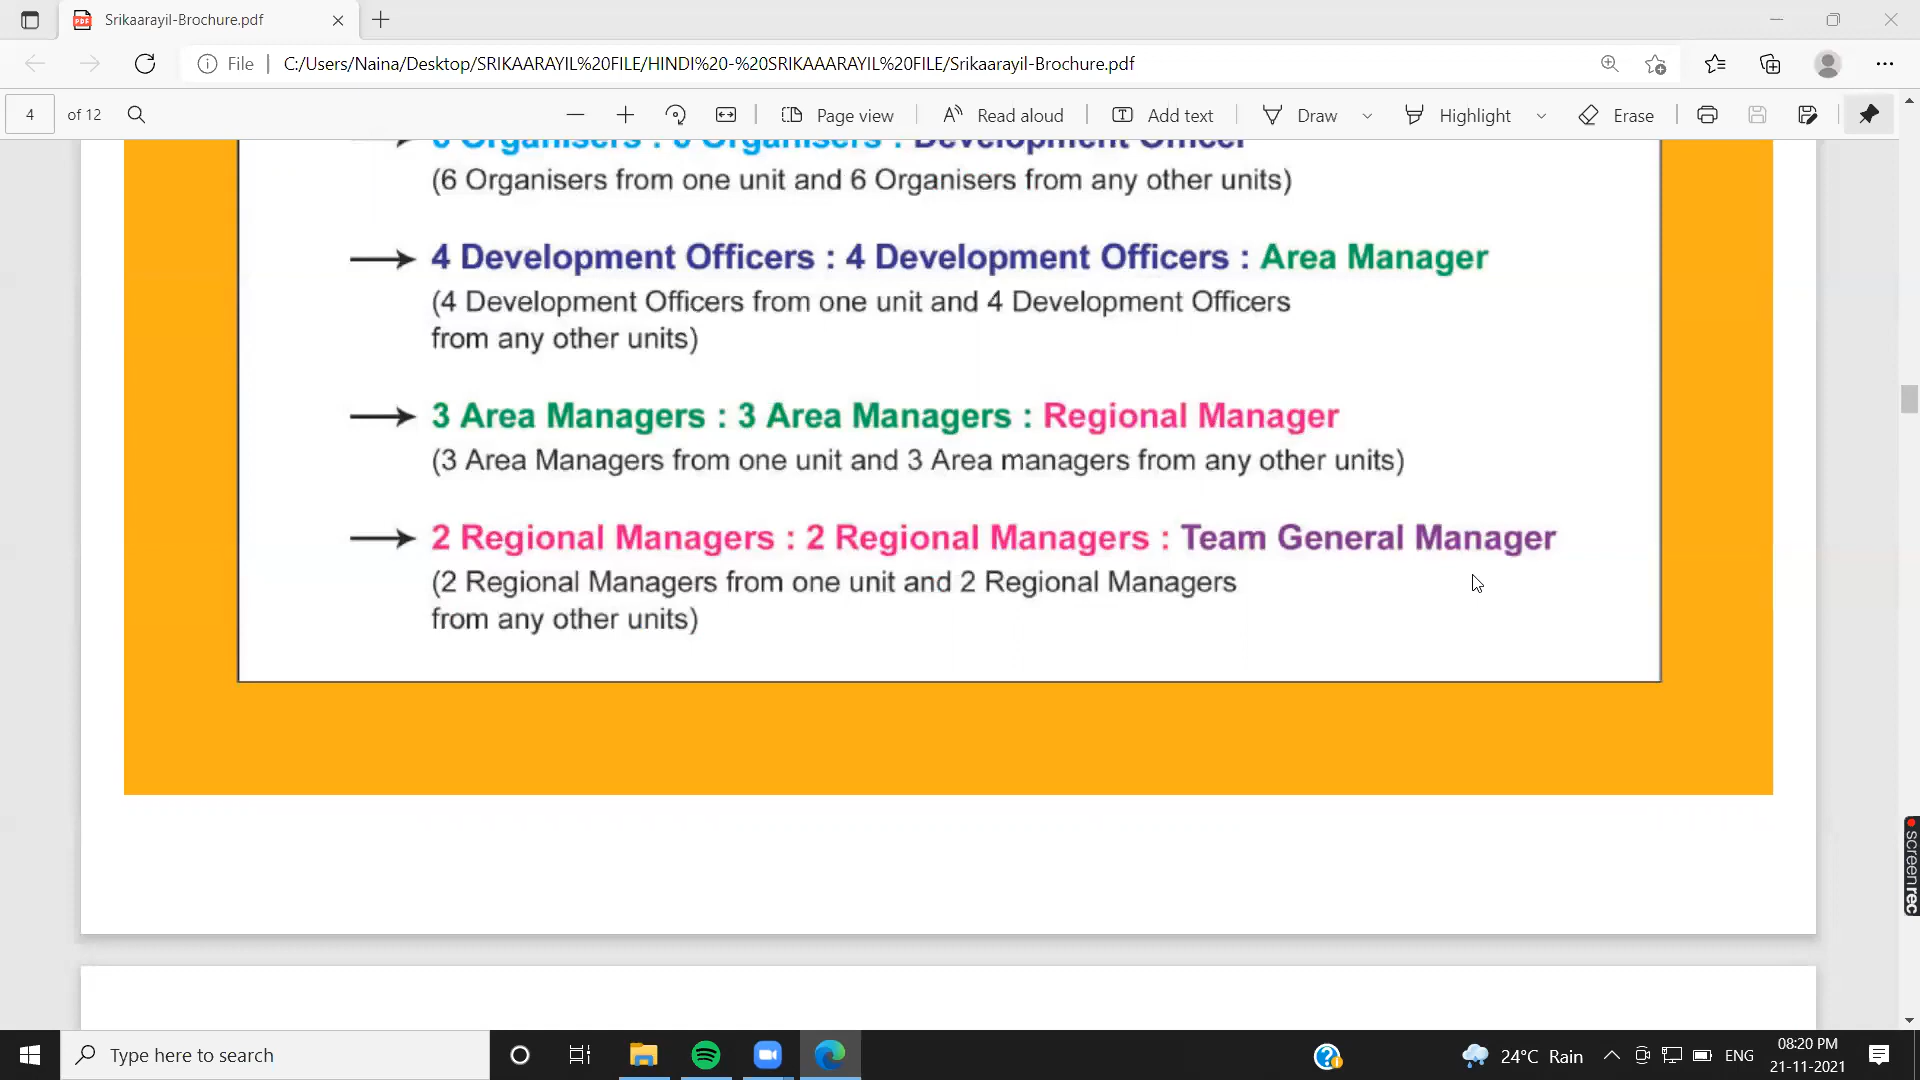 Srikaarayil-Brochure.pdf
File C:/Users/Naina/Desktop/SRIKAARAYIL%20FILE/HINDI%20-%20SRIKAAARAYIL%20FILE/Srikaarayil-Brochure.pdf
4 of 12 Page view Read aloud Add text Draw Highlight Erase
6 Organisers : 6 Organisers : Development Officer
(6 Organisers from one unit and 6 Organisers from any other units)
4 Development Officers : 4 Development Officers : Area Manager
(4 Development Officers from one unit and 4 Development Officers
from any other units)
3 Area Managers : 3 Area Managers : Regional Manager
(3 Area Managers from one unit and 3 Area managers from any other units)
2 Regional Managers : 2 Regional Managers : Team General Manager
(2 Regional Managers from one unit and 2 Regional Managers
from any other units)
screenrec
Type here to search
24°C Rain
ENG
08:20 PM
21-11-2021